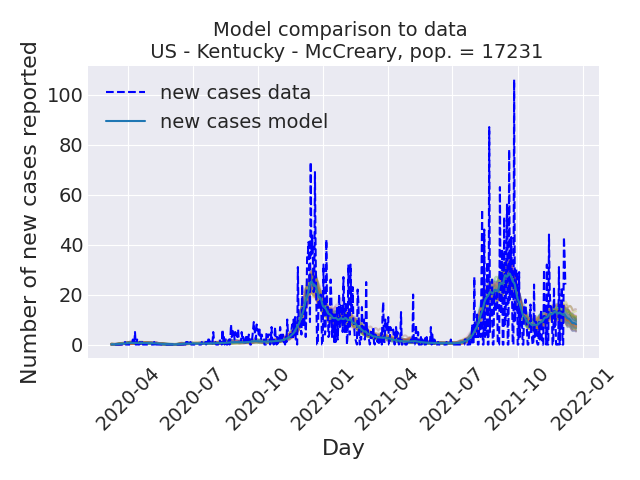 Model comparison to data
US - Kentucky - McCreary, pop. = 17231
Number of new cases reported
new cases data
new cases model
100
80
60
40
20
0
2020-04
2020-07
2020-10
2021-01
2021-04
2021-07
2021-10
2022-01
Day